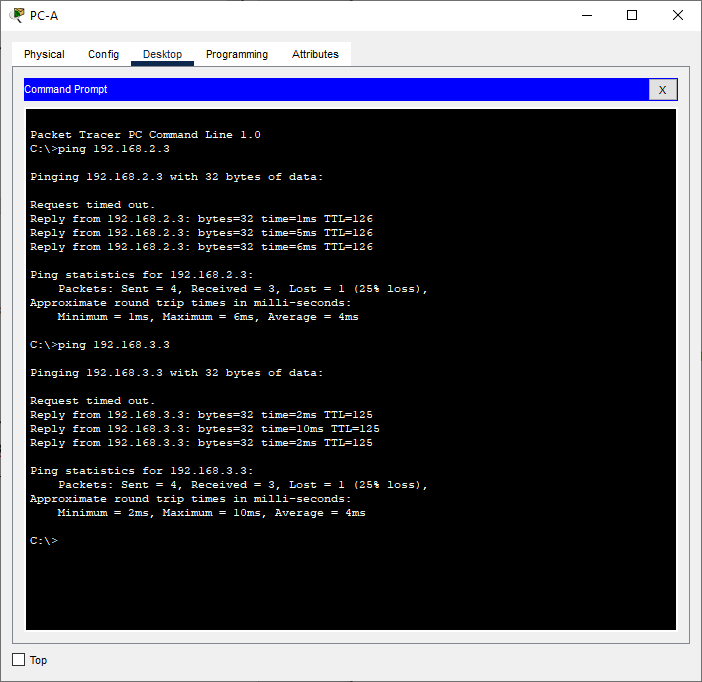 PC-A
Physical Config Desktop Programming Attributes
Command Prompt
X
Packet Tracer PC Command Line 1.0
C:\>ping 192.168.2.3
Pinging 192.168.2.3 with 32 bytes of data:
Request timed out.
Reply from 192.168.2.3: bytes=32 time=1ms TTL=126
Reply from 192.168.2.3: bytes=32 time=5ms TTL=126
Reply from 192.168.2.3: bytes=32 time=6ms TTL=126
Ping statistics for 192.168.2.3:
    Packets: Sent = 4, Received = 3, Lost = 1 (25% loss),
Approximate round trip times in milli-seconds:
    Minimum = 1ms, Maximum = 6ms, Average = 4ms
C:\>ping 192.168.3.3
Pinging 192.168.3.3 with 32 bytes of data:
Request timed out.
Reply from 192.168.3.3: bytes=32 time=2ms TTL=125
Reply from 192.168.3.3: bytes=32 time=10ms TTL=125
Reply from 192.168.3.3: bytes=32 time=2ms TTL=125
Ping statistics for 192.168.3.3:
    Packets: Sent = 4, Received = 3, Lost = 1 (25% loss),
Approximate round trip times in milli-seconds:
    Minimum = 2ms, Maximum = 10ms, Average = 4ms
C:\>
Top